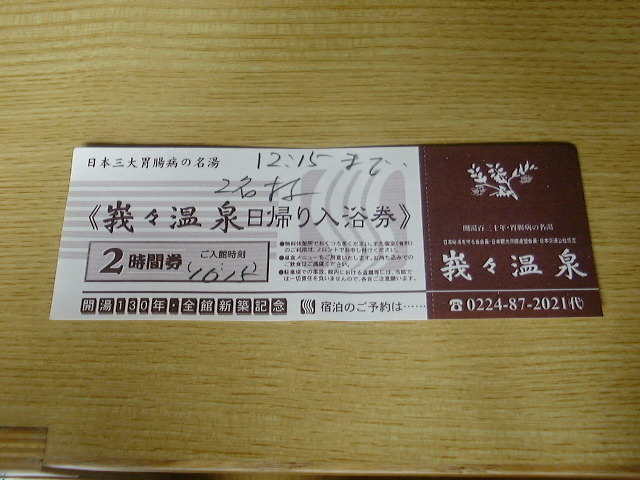 日本三大胃腸病の名湯
12:15まで
2名様
《峩々温泉日帰り入浴券》
2時間券
ご入館時刻
10:15
開湯130年・全館新築記念
宿泊のご予約は……
開湯百三十年・胃腸病の名湯
峩々温泉
☎0224-87-2021代